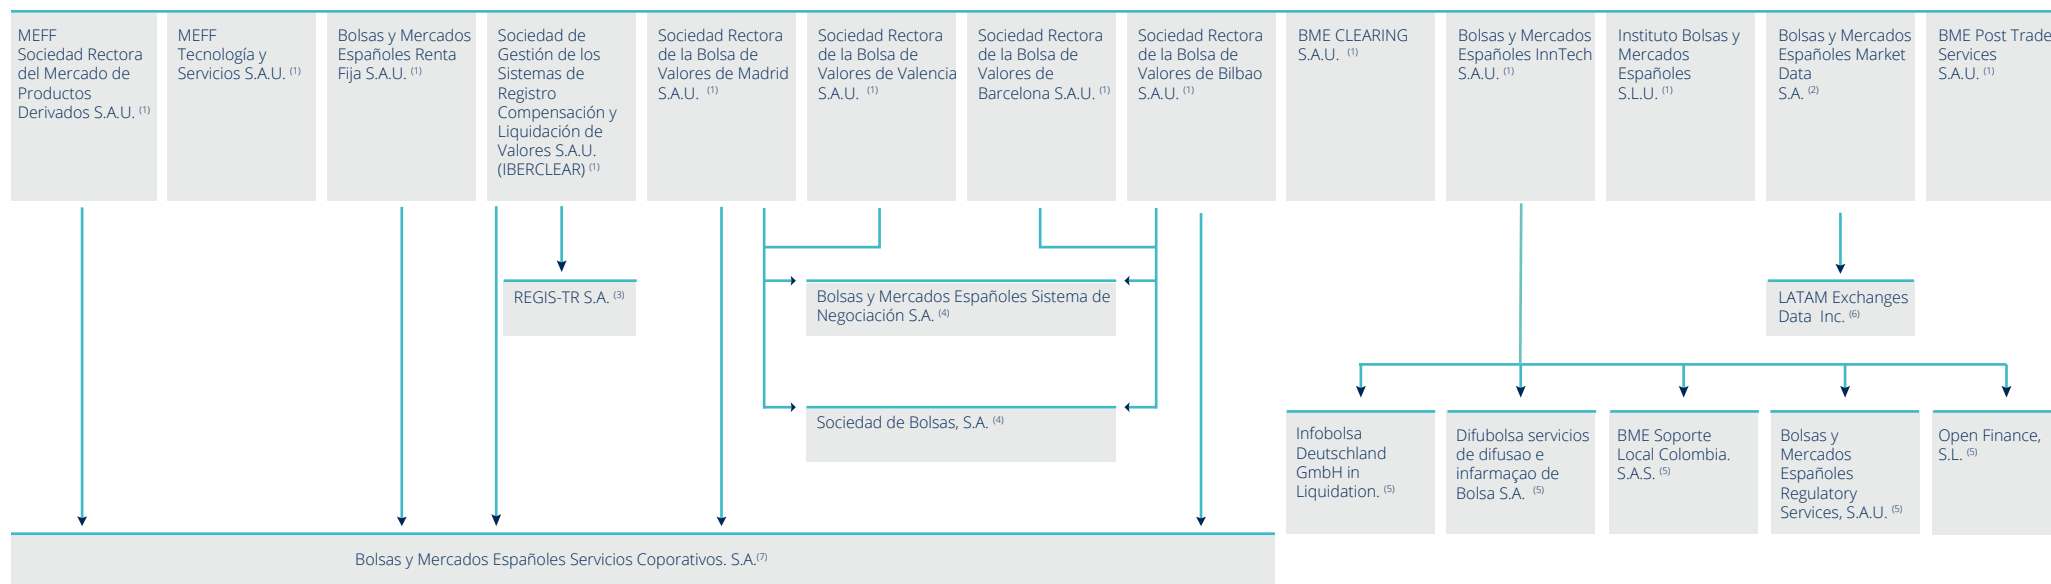 MEFF
Sociedad Rectora
del Mercado de
Productos
Derivados S.A.U. (1)
MEFF
Tecnología y
Servicios S.A.U. (1)
Bolsas y Mercados
Españoles Renta
Fija S.A.U. (1)
Sociedad de
Gestión de los
Sistemas de
Registro
Compensación y
Liquidación de
Valores S.A.U.
(IBERCLEAR) (1)
Sociedad Rectora
de la Bolsa de
Valores de Madrid
S.A.U. (1)
Sociedad Rectora
de la Bolsa de
Valores de Valencia
S.A.U. (1)
Sociedad Rectora
de la Bolsa de
Valores de
Barcelona S.A.U. (1)
Sociedad Rectora
de la Bolsa de
Valores de Bilbao
S.A.U. (1)
BME CLEARING
S.A.U. (1)
Bolsas y Mercados
Españoles InnTech
S.A.U. (1)
Instituto Bolsas y
Mercados
Españoles
S.L.U. (1)
Bolsas y Mercados
Españoles Market
Data
S.A. (2)
BME Post Trade
Services
S.A.U. (1)
REGIS-TR S.A. (3)
Bolsas y Mercados Españoles Sistema de
Negociación S.A. (4)
LATAM Exchanges
Data Inc. (6)
Sociedad de Bolsas, S.A. (4)
Infobolsa
Deutschland
GmbH in
Liquidation. (5)
Difubolsa servicios
de difusao e
infarmaçao de
Bolsa S.A. (5)
BME Soporte
Local Colombia.
S.A.S. (5)
Bolsas y
Mercados
Españoles
Regulatory
Services, S.A.U. (5)
Open Finance,
S.L. (5)
Bolsas y Mercados Españoles Servicios Coporativos. S.A.(7)